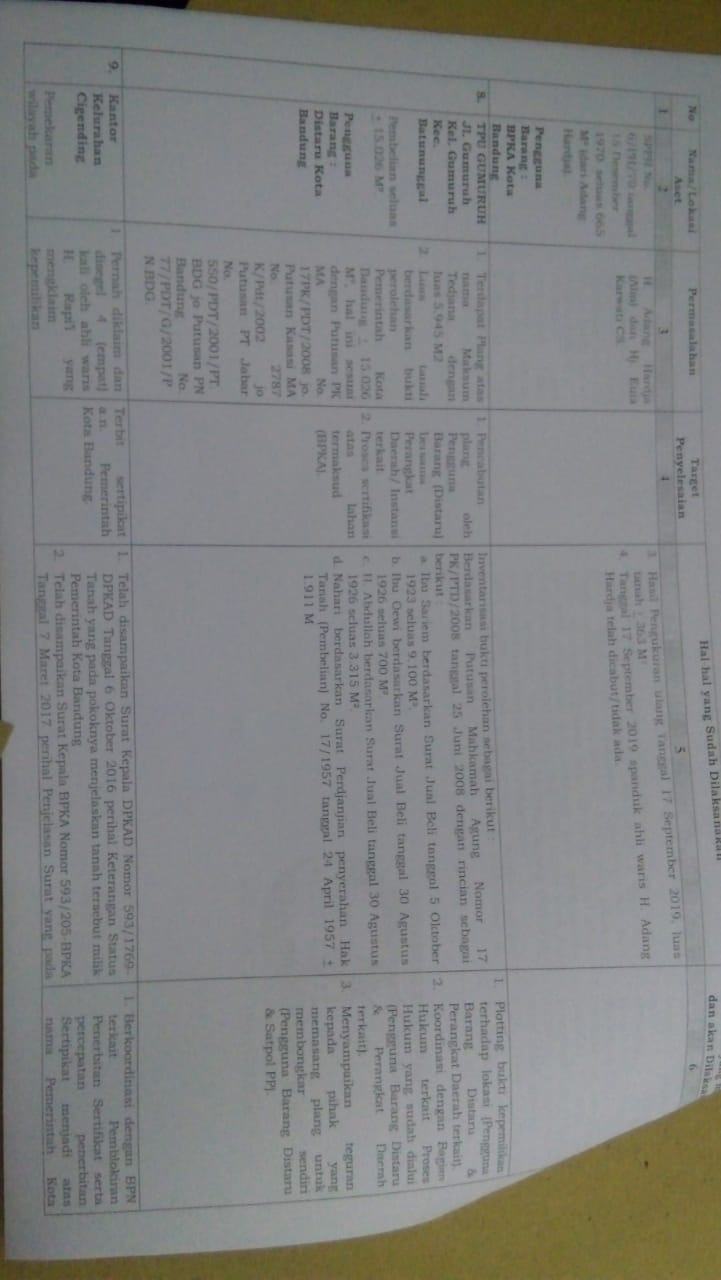 No
Nama/Lokasi
Aset
Permasalahan
Target
Penyelesaian
Hal hal yang Sudah Dilaksanakan
dan akan Dilaksa
1
2
3
4
5
6
SPPH No.
6/PH/70 tanggal
15 Desember
1970 seluas 665
M² (dari Adang
Hardja)
Pengguna
Barang :
BPKA Kota
Bandung
H. Adang Hardja
(Alm) dan Hj. Euis
Karwati CS
3. Hasil Pengukuran ulang Tanggal 17 September 2019, luas
tanah ± 363 M²
4. Tanggal 17 September 2019 spanduk ahli waris H. Adang
Hardja telah dicabut/tidak ada.
8.
TPU GUMURUH
Jl. Gumuruh
Kel. Gumuruh
Kec.
Batununggal
Pembelian seluas
± 15.026 M²
Pengguna
Barang :
Distaru Kota
Bandung
1. Terdapat Plang atas
nama Maksum
Tedjana dengan
luas 5.945 M2
2. Luas tanah
berdasarkan bukti
perolehan
Pemerintah Kota
Bandung ± 15.026
M², hal ini sesuai
dengan Putusan PK
MA No.
17PK/PDT/2008 jo.
Putusan Kasasi MA
No. 2787
K/Pdt/2002 jo
Putusan PT Jabar
No.
550/PDT/2001/PT.
BDG jo Putusan PN
Bandung No.
77/PDT/G/2001/P
N.BDG
1. Pencabutan
plang oleh
Pengguna
Barang (Distaru)
bersama
Perangkat
Daerah/ Instansi
terkait
2. Proses sertifikasi
atas lahan
termaksud
(BPKA).
Inventarisasi bukti perolehan sebagai berikut :
Berdasarkan Putusan Mahkamah Agung Nomor 17
PK/PTD/2008 tanggal 25 Juni 2008 dengan rincian sebagai
berikut :
a. Ibu Sariem berdasarkan Surat Jual Beli tanggal 5 Oktober
1923 seluas 9.100 M².
b. Ibu Orwi berdasarkan Surat Jual Beli tanggal 30 Agustus
1926 seluas 700 M²
c. H. Abdulloh berdasarkan Surat Jual Beli tanggal 30 Agustus
1926 seluas 3.315 M².
d. Nahari berdasarkan Surat Perdjanjian penyerahan Hak
Tanah (Pembelian) No. 17/1957 tanggal 24 April 1957 ±
1.911 M
1. Plotting bukti kepemilikan
terhadap lokasi (Pengguna
Barang Distaru &
Perangkat Daerah terkait).
2. Koordinasi dengan Bagian
Hukum terkait Proses
Hukum yang sudah dialui
(Pengguna Barang Distaru
& Perangkat Daerah
terkait).
3. Menyampaikan teguran
kepada pihak yang
memasang plang untuk
membongkar sendiri
(Pengguna Barang Distaru
& Satpol PP).
9.
Kantor
Kelurahan
Cigending
Pemekaran
wilayah pada
1 Pernah diklaim dan
disegel 4 (empat)
kali oleh ahli waris
H. Rapi'i yang
mengklaim
kepemilikan
Terbit sertipikat
a.n. Pemerintah
Kota Bandung.
1. Telah disampaikan Surat Kepala DPKAD Nomor 593/1769-
DPKAD Tanggal 6 Oktober 2016 perihal Keterangan Status
Tanah yang pada pokoknya menjelaskan tanah tersebut milik
Pemerintah Kota Bandung
2. Telah disampaikan Surat Kepala BPKA Nomor 593/205-BPKA
Tanggal 7 Maret 2017 perihal Penjelasan Surat yang pada
1. Berkoordinasi dengan BPN
terkait Pemblokiran
Penerbitan Sertifikat serta
percepatan penerbitan
Sertipikat menjadi atas
nama Pemerintah Kota